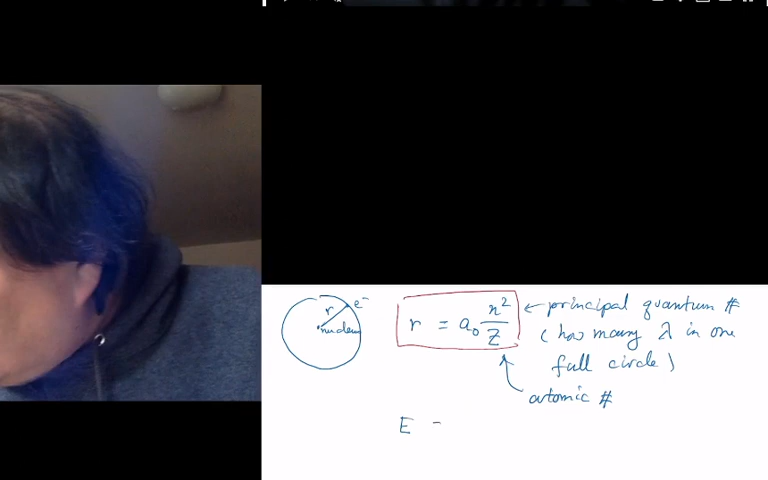 r e⁻
nucleus
r = a₀ n²/Z ← principal quantum #
(how many λ in one
full circle)
atomic #
E -